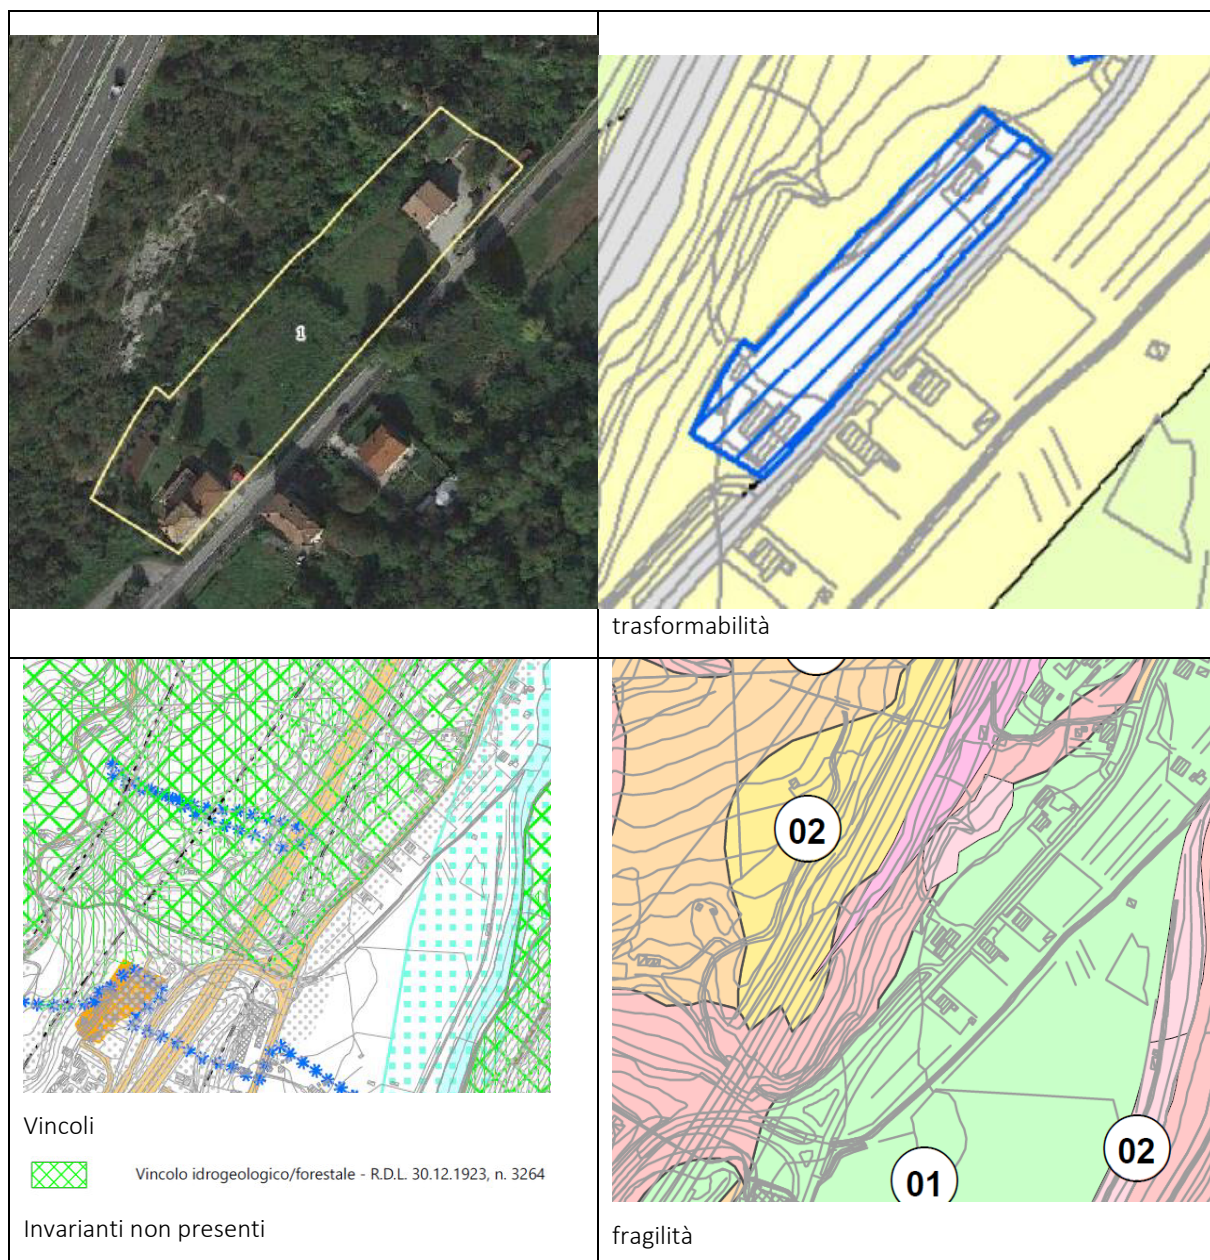 1
trasformabilità
Vincoli
Vincolo idrogeologico/forestale - R.D.L. 30.12.1923, n. 3264
Invarianti non presenti
02
01
02
fragilità